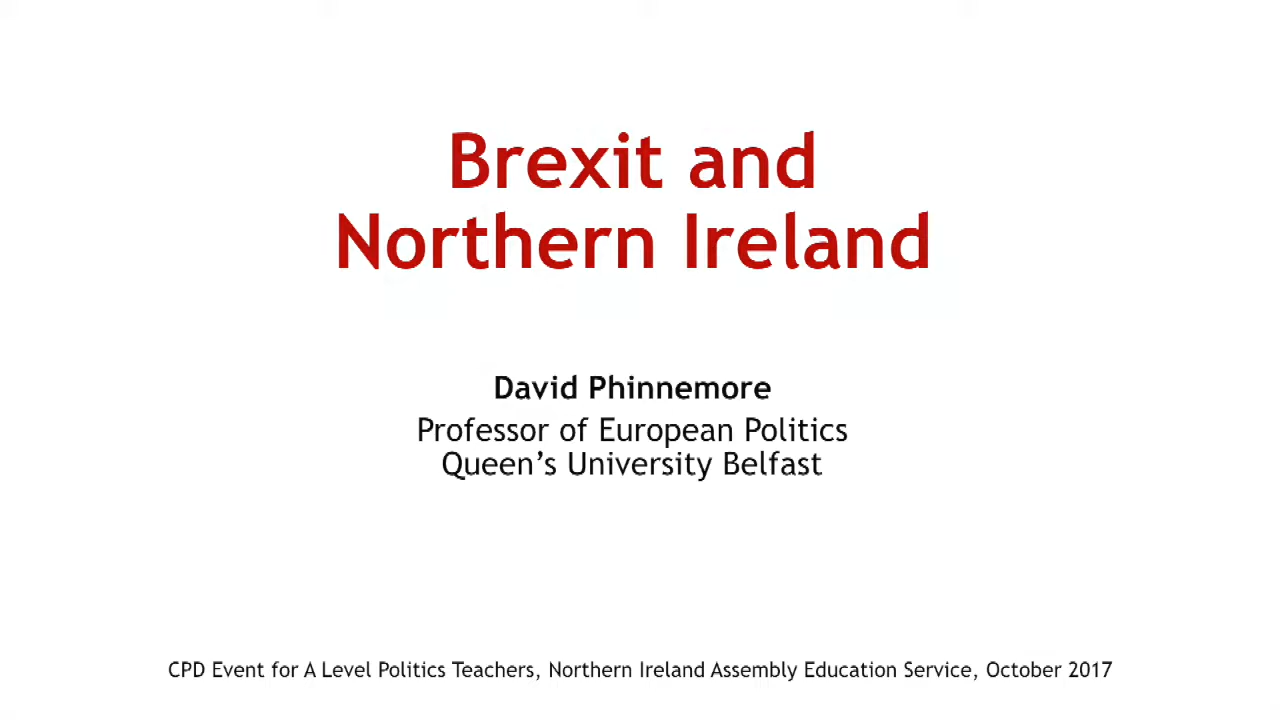 Brexit and
Northern Ireland
David Phinnemore
Professor of European Politics
Queen’s University Belfast
CPD Event for A Level Politics Teachers, Northern Ireland Assembly Education Service, October 2017